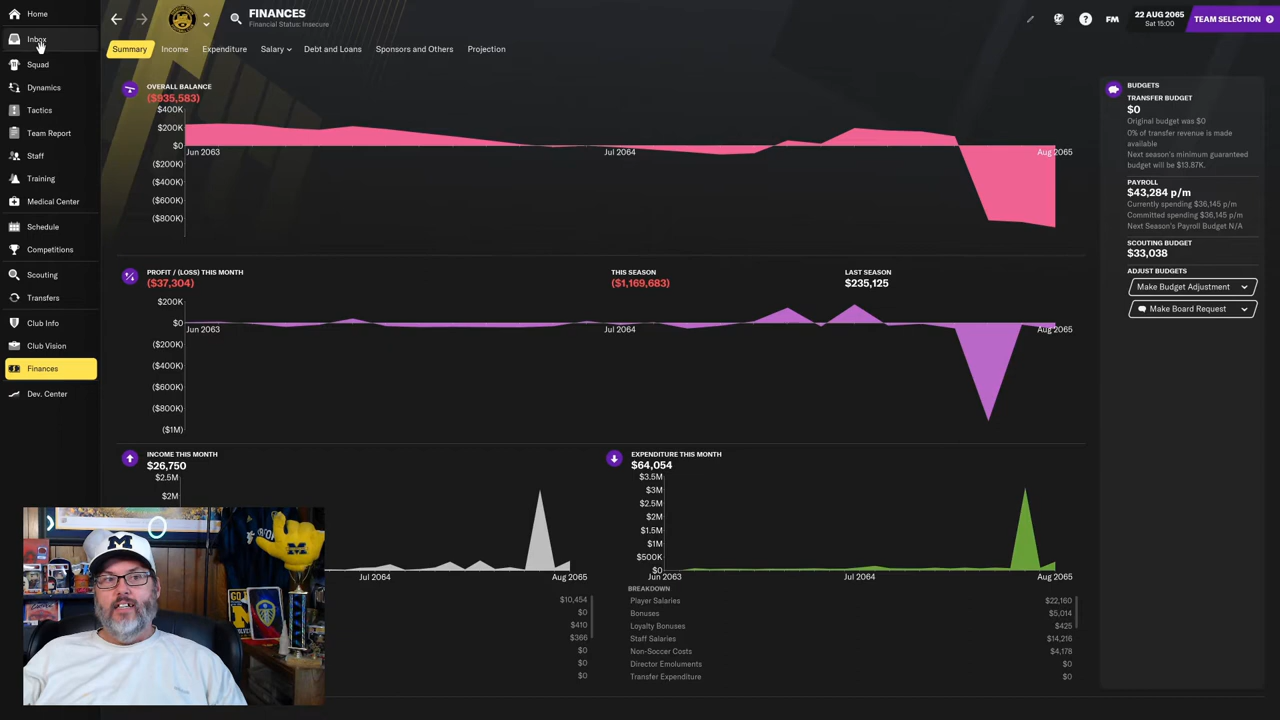 Home
Inbox
Squad
Dynamics
Tactics
Team Report
Staff
Training
Medical Center
Schedule
Competitions
Scouting
Transfers
Club Info
Club Vision
Finances
Dev. Center
FINANCES
Financial Status: Insecure
FM
22 AUG 2065
Sat 15:00
TEAM SELECTION
Summary
Income
Expenditure
Salary
Debt and Loans
Sponsors and Others
Projection
OVERALL BALANCE
($935,583)
$400K
$200K
$0
($200K)
($400K)
($600K)
($800K)
Jun 2063
Jul 2064
Aug 2065
PROFIT / (LOSS) THIS MONTH
($37,304)
THIS SEASON
($1,169,683)
LAST SEASON
$235,125
$200K
$0
($200K)
($400K)
($600K)
($800K)
($1M)
Jun 2063
Jul 2064
Aug 2065
INCOME THIS MONTH
$26,750
$2.5M
$2M
Jul 2064
Aug 2065
$10,454
$0
$410
$366
$0
$0
$0
EXPENDITURE THIS MONTH
$64,054
$3.5M
$3M
$2.5M
$2M
$1.5M
$1M
$500K
$0
Jun 2063
Jul 2064
Aug 2065
BREAKDOWN
Player Salaries $22,160
Bonuses $5,014
Loyalty Bonuses $425
Staff Salaries $14,216
Non-Soccer Costs $4,178
Director Emoluments $0
Transfer Expenditure $0
BUDGETS
TRANSFER BUDGET
$0
Original budget was $0
0% of transfer revenue is made
available
Next season's minimum guaranteed
budget will be $13.87K.
PAYROLL
$43,284 p/m
Currently spending $36,145 p/m
Committed spending $36,145 p/m
Next Season's Payroll Budget N/A
SCOUTING BUDGET
$33,038
ADJUST BUDGETS
Make Budget Adjustment
Make Board Request
M
M
GO